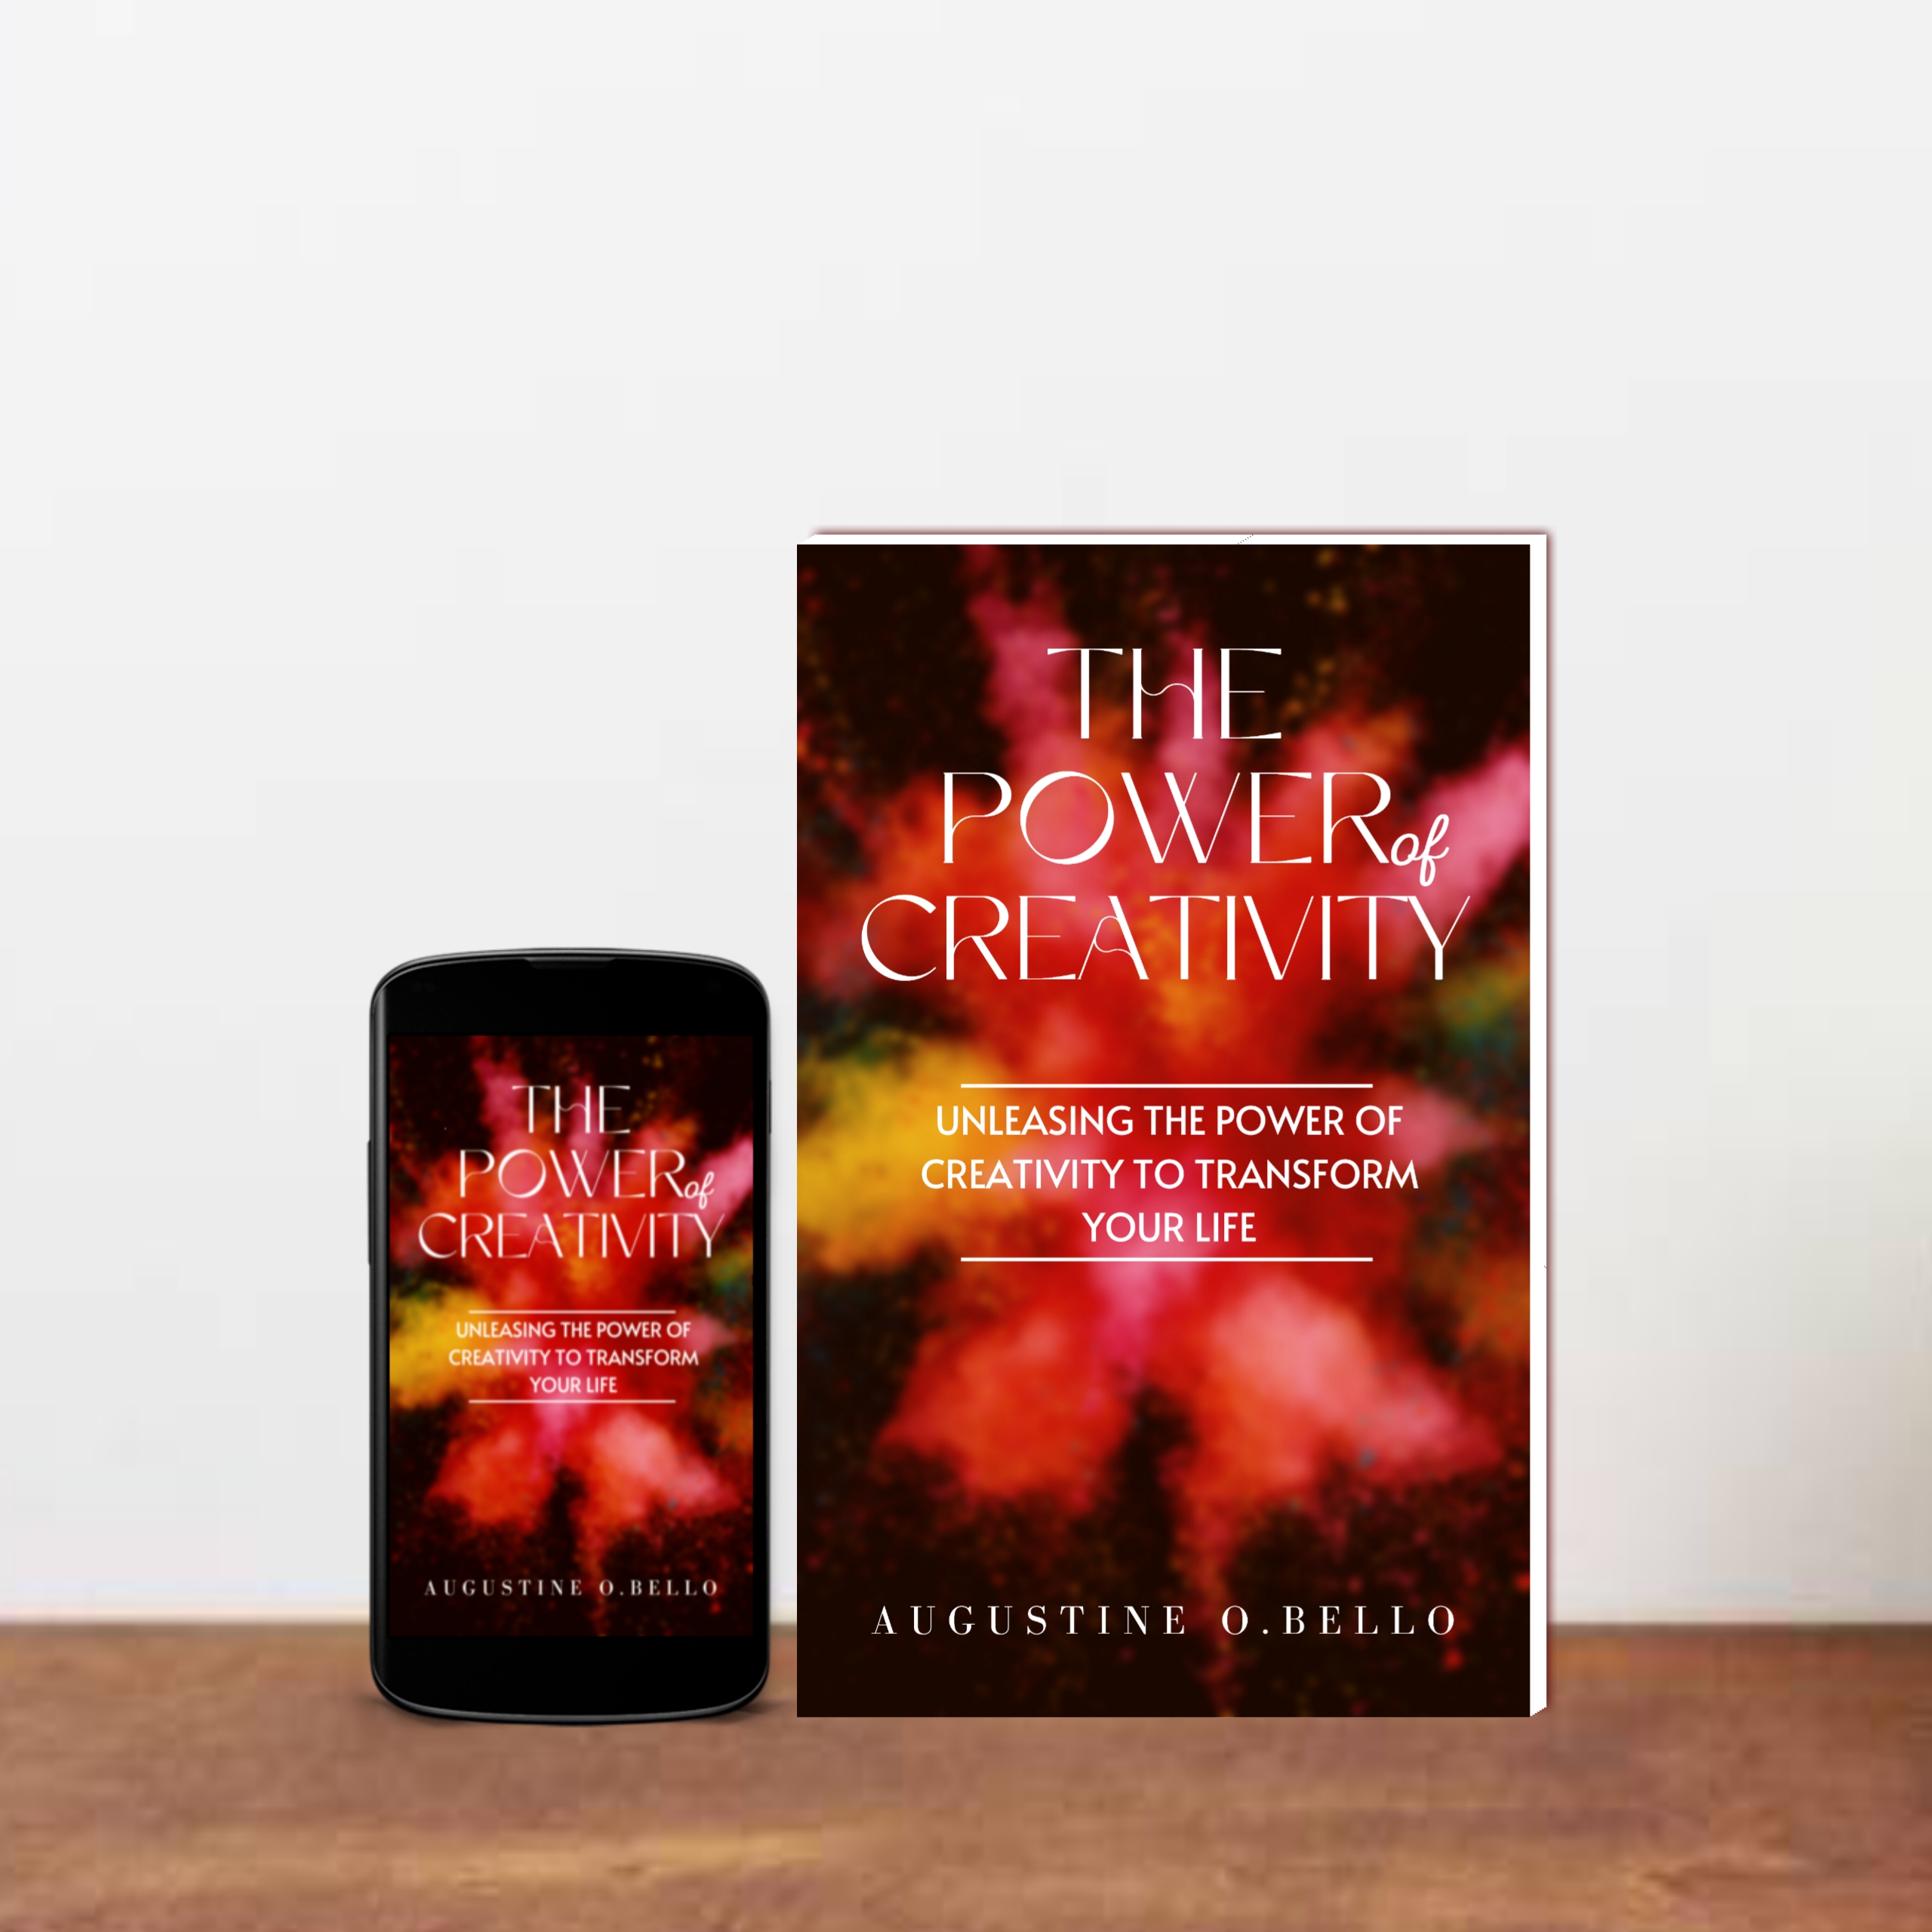 THE
POWER of
CREATIVITY
UNLEASING THE POWER OF
CREATIVITY TO TRANSFORM
YOUR LIFE
AUGUSTINE O.BELLO
THE
POWER of
CREATIVITY
UNLEASING THE POWER OF
CREATIVITY TO TRANSFORM
YOUR LIFE
AUGUSTINE O.BELLO